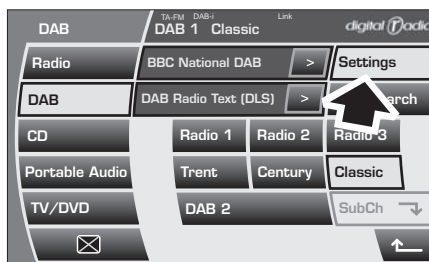 DAB TA-FM DAB-i Link digital radio
DAB 1 Classic
Radio BBC National DAB > Settings
DAB DAB Radio Text (DLS) > arch
CD Radio 1 Radio 2 Radio 3
Portable Audio Trent Century Classic
TV/DVD DAB 2 SubCh